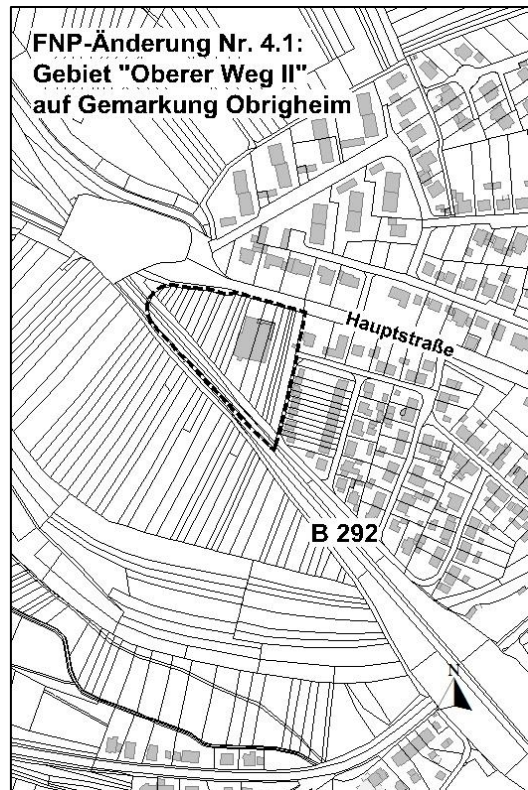 FNP-Änderung Nr. 4.1:
Gebiet "Oberer Weg II"
auf Gemarkung Obrigheim
Hauptstraße
B 292
N